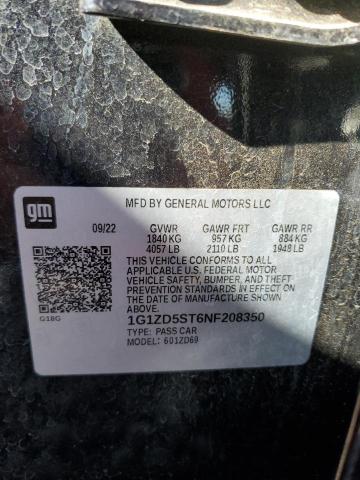 gm
MFD BY GENERAL MOTORS LLC
09/22 GVWR GAWR FRT GAWR RR
1840 KG 957 KG 884 KG
4057 LB 2110 LB 1948 LB
THIS VEHICLE CONFORMS TO ALL
APPLICABLE U.S. FEDERAL MOTOR
VEHICLE SAFETY, BUMPER, AND THEFT
PREVENTION STANDARDS IN EFFECT ON
THE DATE OF MANUFACTURE SHOWN
ABOVE.
G18G
1G1ZD5ST6NF208350
TYPE: PASS CAR
MODEL: 601ZD69